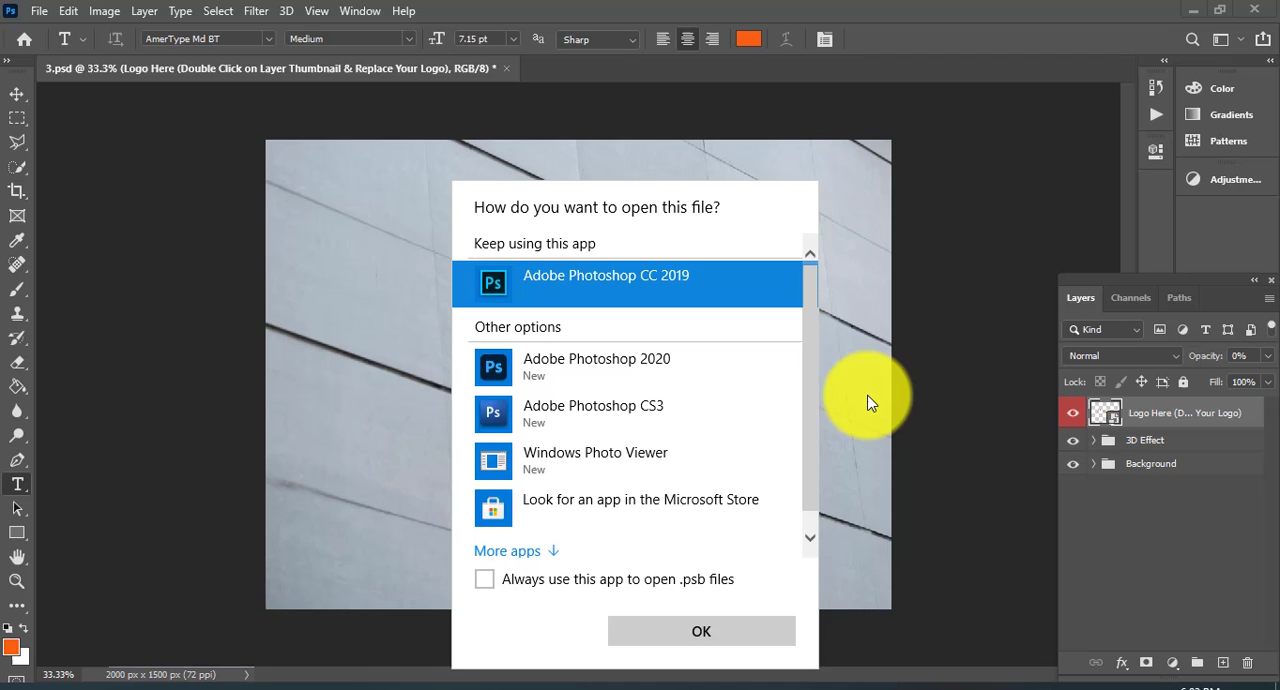 Ps File Edit Image Layer Type Select Filter 3D View Window Help
T AmerType Md BT Medium 7.15 pt Sharp
3.psd @ 33.3% (Logo Here (Double Click on Layer Thumbnail & Replace Your Logo), RGB/8) *
Color
Gradients
Patterns
Adjustme...
How do you want to open this file?
Keep using this app
Ps Adobe Photoshop CC 2019
Other options
Ps Adobe Photoshop 2020
New
Ps Adobe Photoshop CS3
New
Windows Photo Viewer
New
Look for an app in the Microsoft Store
More apps
Always use this app to open .psb files
OK
Layers Channels Paths
Kind
Normal Opacity: 0%
Lock: Fill: 100%
Logo Here (D... Your Logo)
3D Effect
Background
33.33% 2000 px x 1500 px (72 ppi)